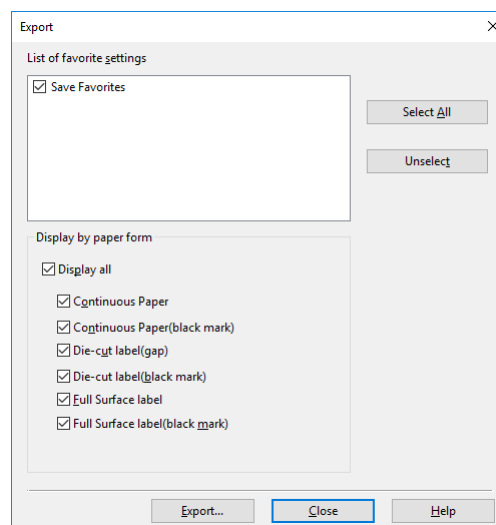 Export
List of favorite settings
Save Favorites
Select All
Unselect
Display by paper form
Display all
Continuous Paper
Continuous Paper(black mark)
Die-cut label(gap)
Die-cut label(black mark)
Full Surface label
Full Surface label(black mark)
Export... Close Help